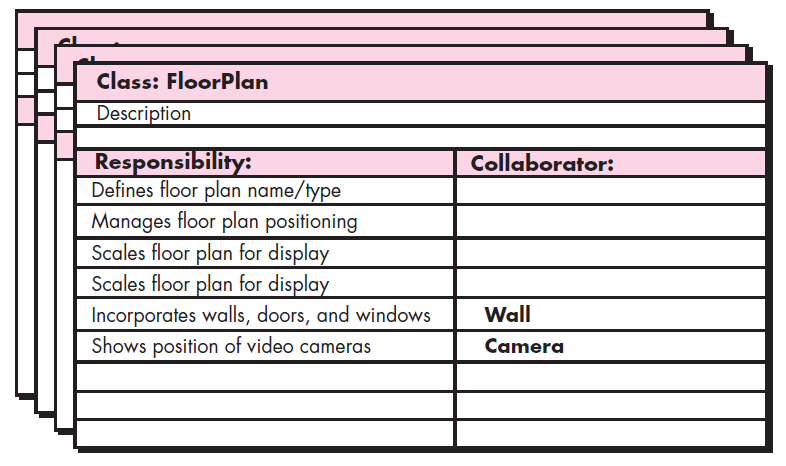 Class: FloorPlan
Description
Responsibility: Collaborator:
Defines floor plan name/type
Manages floor plan positioning
Scales floor plan for display
Scales floor plan for display
Incorporates walls, doors, and windows Wall
Shows position of video cameras Camera